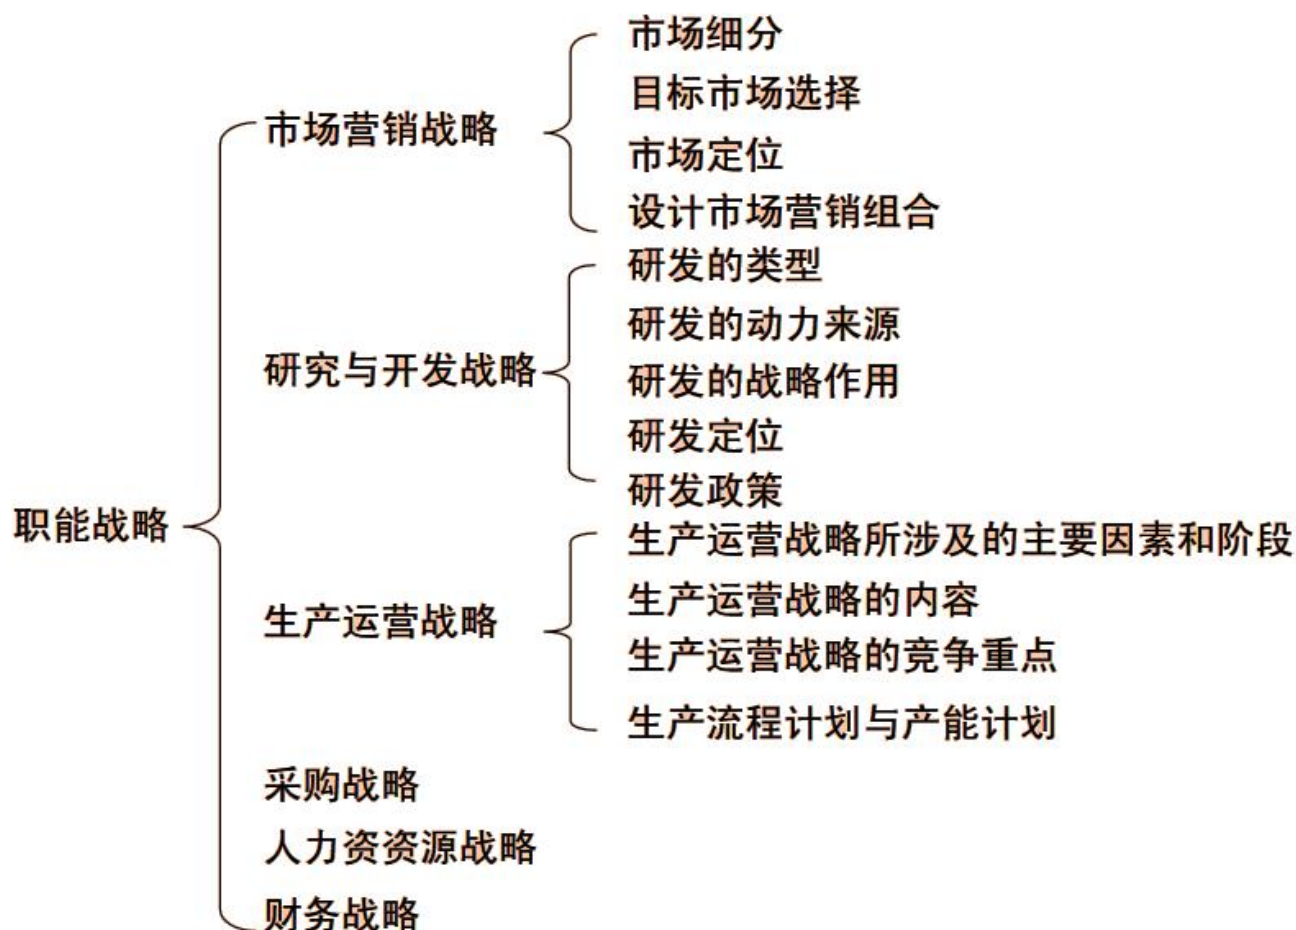 职能战略
市场营销战略
市场细分
目标市场选择
市场定位
设计市场营销组合
研究与开发战略
研发的类型
研发的动力来源
研发的战略作用
研发定位
研发政策
生产运营战略
生产运营战略所涉及的主要因素和阶段
生产运营战略的内容
生产运营战略的竞争重点
生产流程计划与产能计划
采购战略
人力资资源战略
财务战略